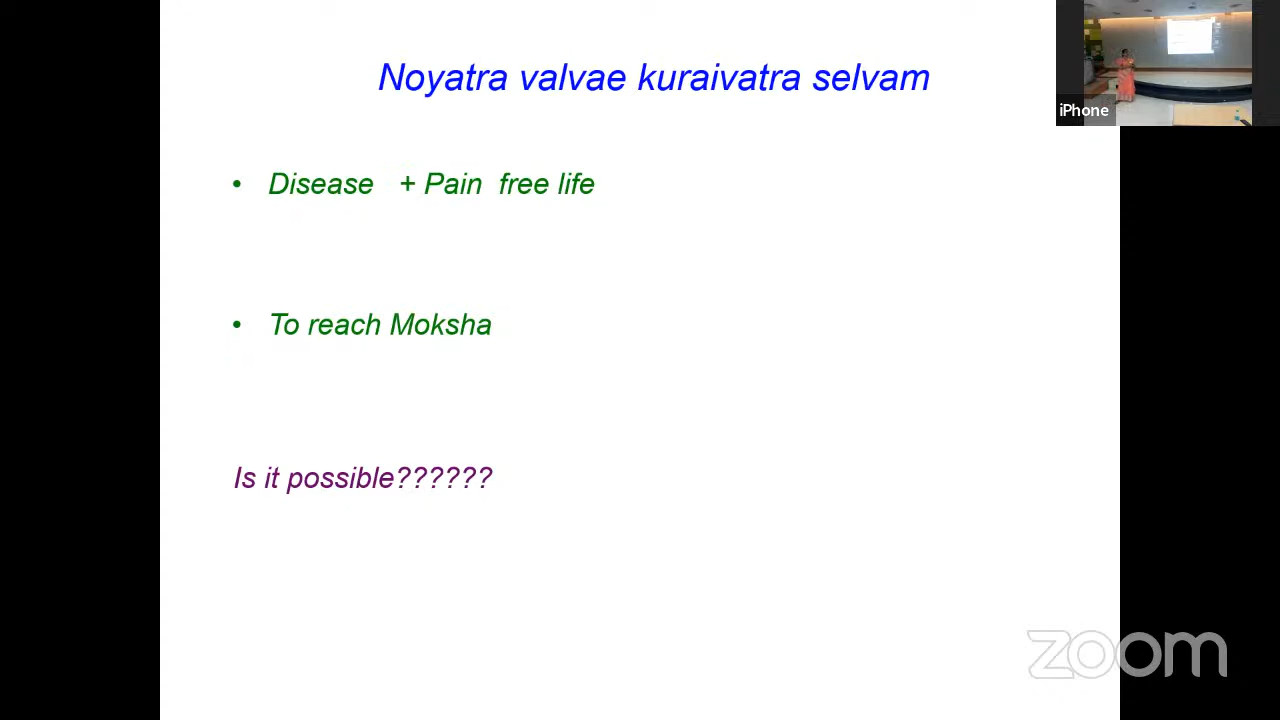 Noyatra valvae kuraivatra selvam
iPhone
• Disease + Pain free life
• To reach Moksha
Is it possible??????
zoom